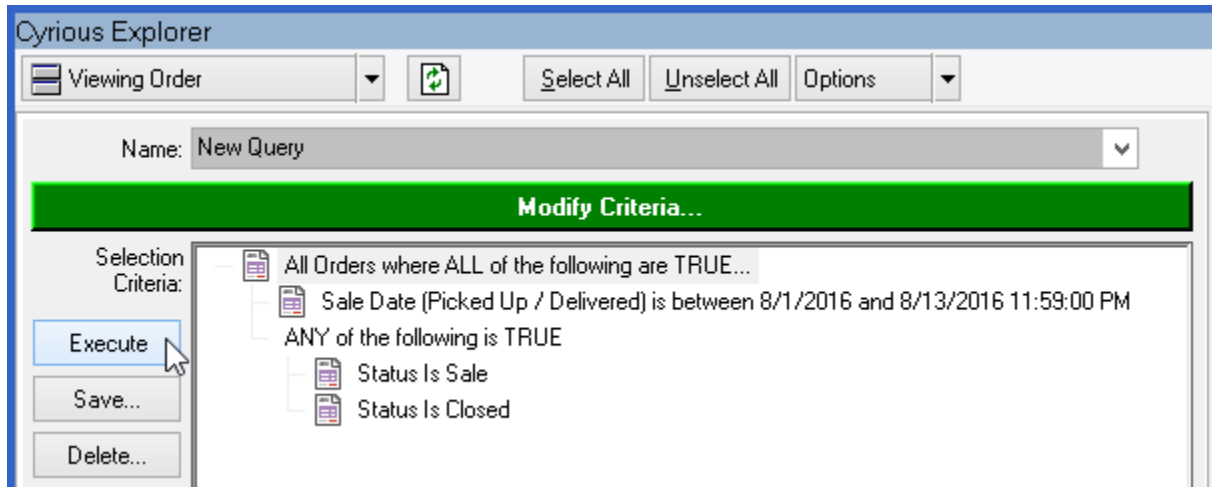 Cyrious Explorer
Viewing Order Select All Unselect All Options
Name: New Query
Modify Criteria...
Selection
Criteria:
All Orders where ALL of the following are TRUE...
Sale Date (Picked Up / Delivered) is between 8/1/2016 and 8/13/2016 11:59:00 PM
ANY of the following is TRUE
Status Is Sale
Status Is Closed
Execute
Save...
Delete...